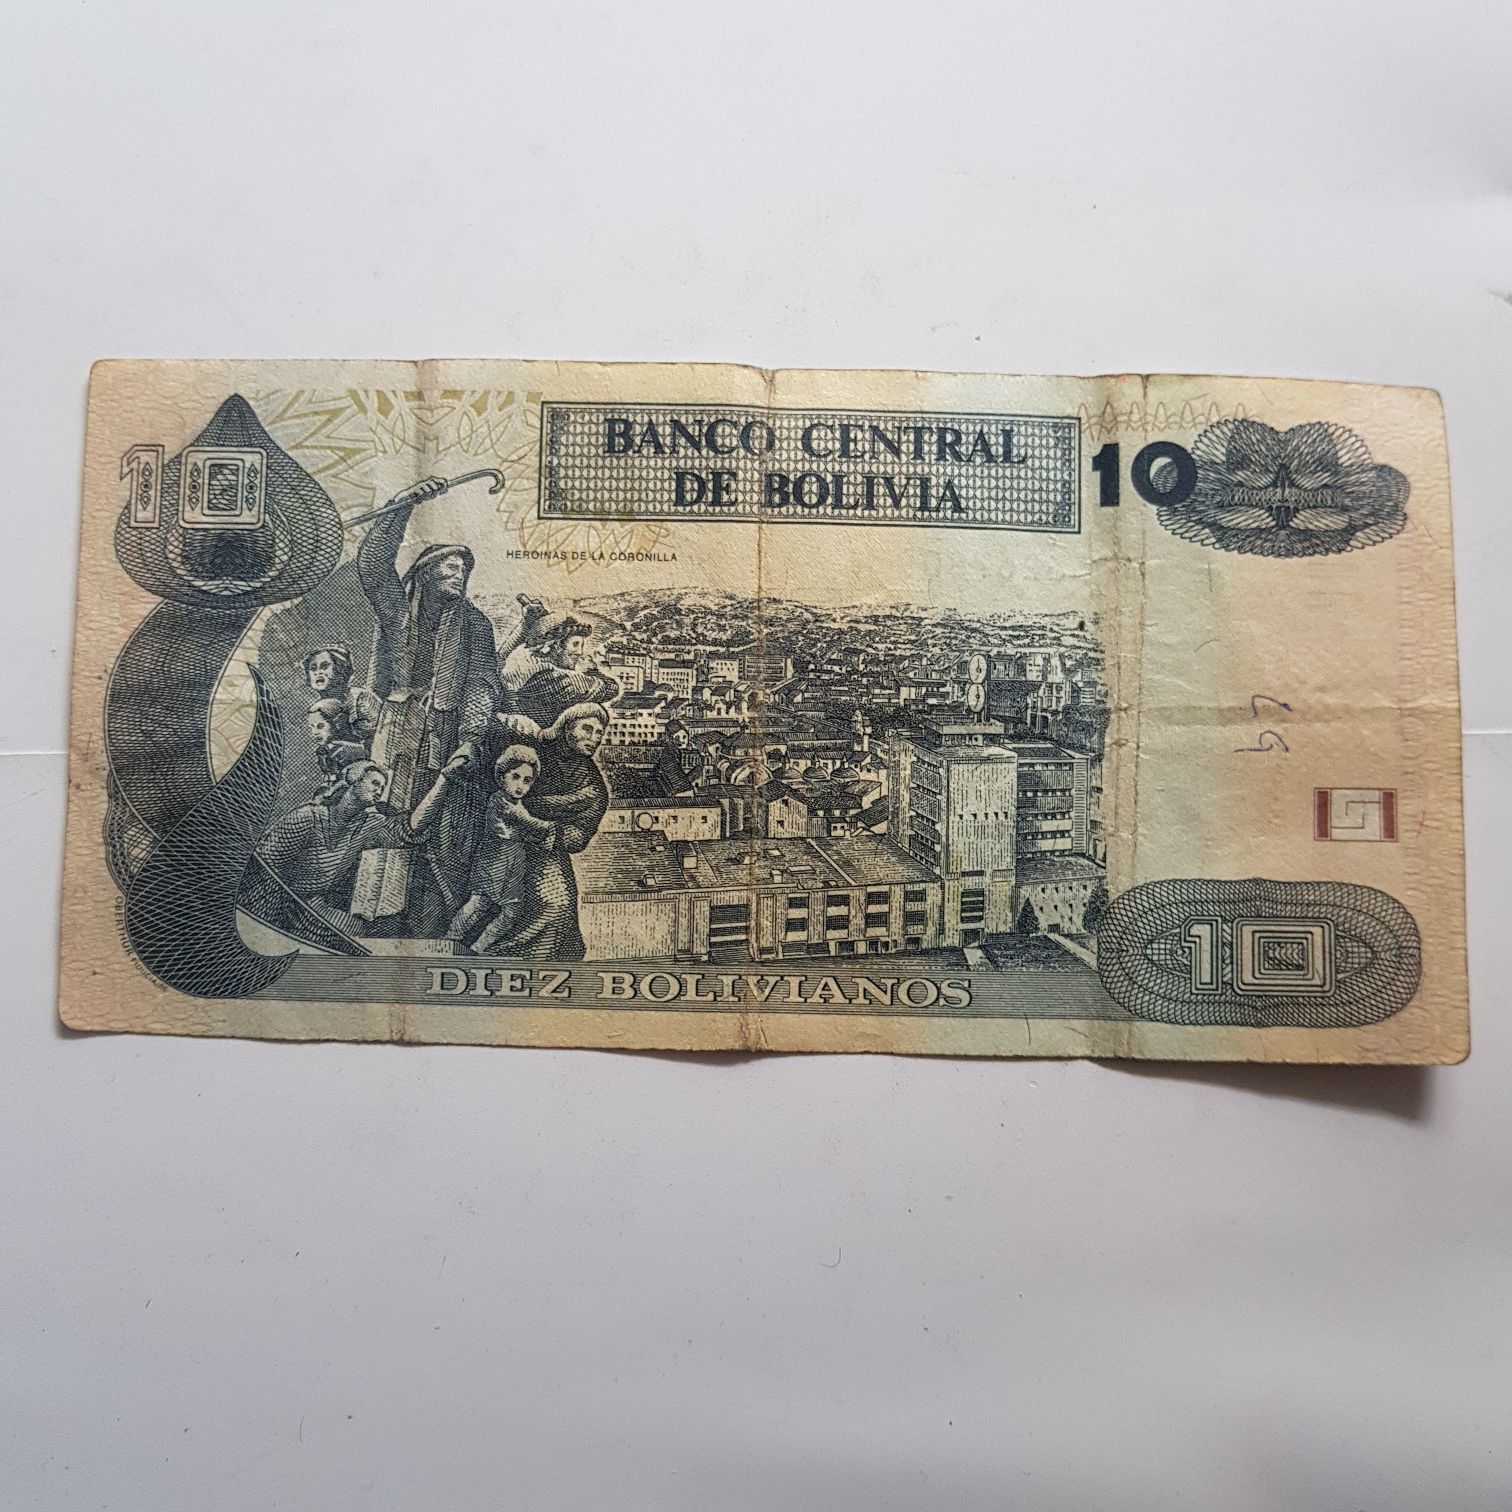 10
BANCO CENTRAL
DE BOLIVIA
10
HEROINAS DE LA CORONILLA
DIEZ BOLIVIANOS
10